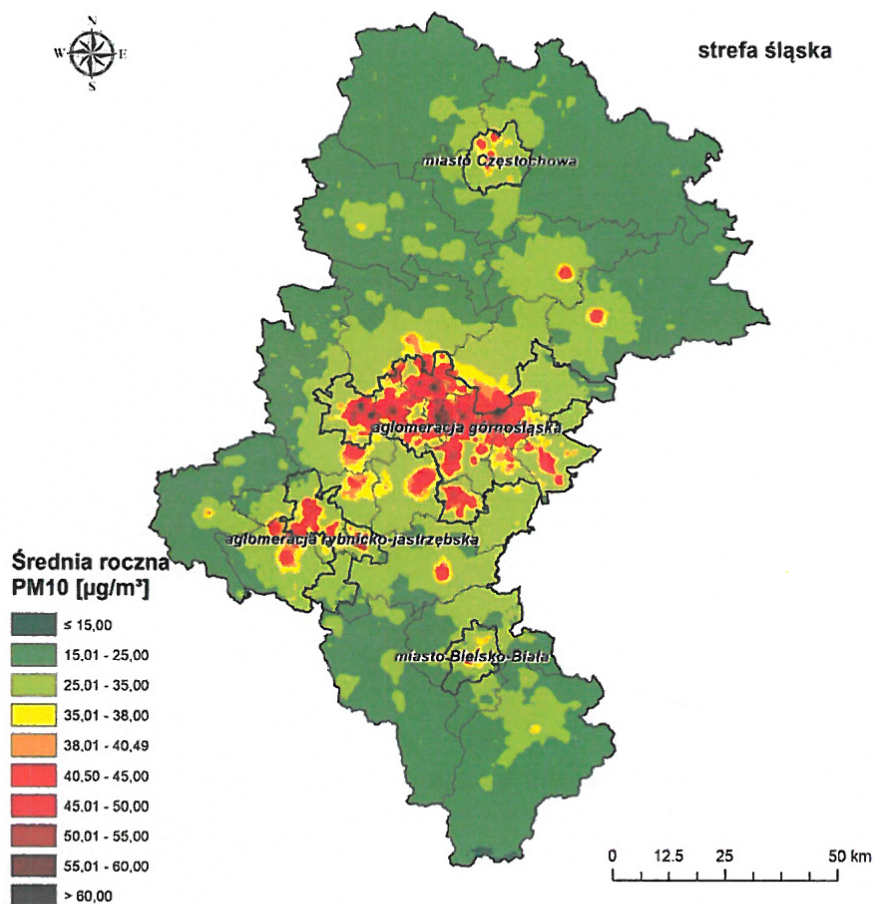 N
W E
S
strefa śląska
miasto Częstochowa
aglomeracja górnośląska
aglomeracja rybnicko-jastrzębska
miasto Bielsko-Biała
Średnia roczna
PM10 [µg/m³]
≤ 15,00
15,01 - 25,00
25,01 - 35,00
35,01 - 38,00
38,01 - 40,49
40,50 - 45,00
45,01 - 50,00
50,01 - 55,00
55,01 - 60,00
> 60,00
0 12.5 25 50 km